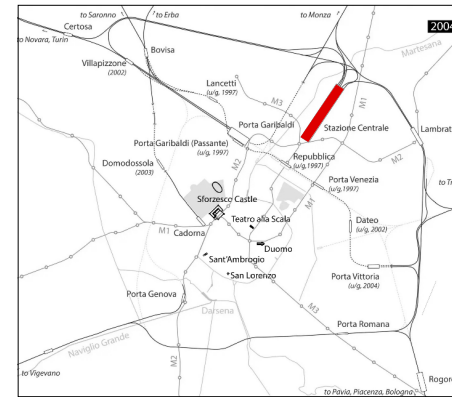 to Saronno
to Erba
to Monza
2004
Certosa
to Novara, Turin
Bovisa
Martesana
Villapizzone
(2002)
Lancetti
(u/g, 1997)
M3
M1
Porta Garibaldi
Stazione Centrale
Lambrat
Porta Garibaldi (Passante)
(u/g, 1997)
M2
Repubblica
(u/g,1997)
M2
Domodossola
(2003)
Porta Venezia
(u/g,1997)
to Tr
Sforzesco Castle
M1
Teatro alla Scala
Dateo
(u/g, 2002)
M1
Cadorna
Duomo
Sant'Ambrogio
San Lorenzo
Porta Vittoria
(u/g, 2004)
Porta Genova
Darsena
M3
Porta Romana
Naviglio Grande
M2
to Vigevano
Rogore
to Pavia, Piacenza, Bologna